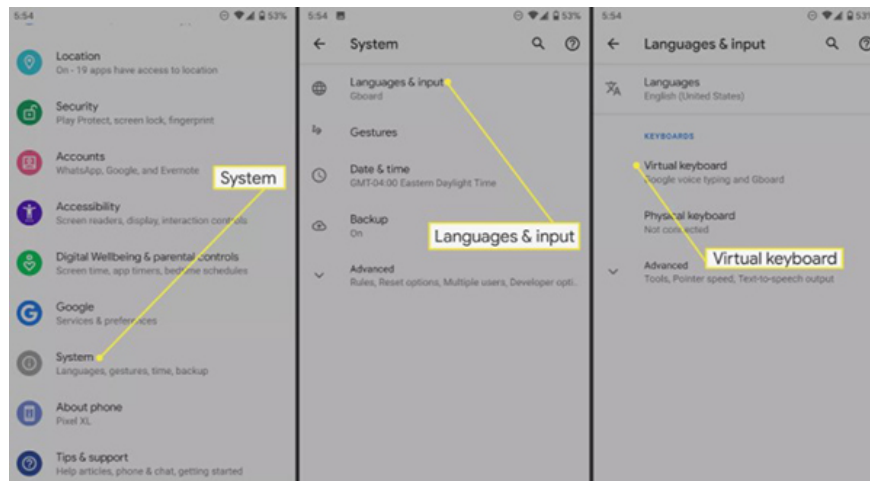 5:54
53%
Location
On - 19 apps have access to location
Security
Play Protect, screen lock, fingerprint
Accounts
WhatsApp, Google, and Evernote
System
Accessibility
Screen readers, display, interaction controls
Digital Wellbeing & parental controls
Screen time, app timers, bedtime schedules
Google
Services & preferences
System
Languages, gestures, time, backup
About phone
Pixel XL
Tips & support
Help articles, phone & chat, getting started
5:54
53%
System
Languages & input
Gboard
Gestures
Date & time
GMT-04:00 Eastern Daylight Time
Backup
On
Languages & input
Advanced
Rules, Reset options, Multiple users, Developer opti..
5:54
53%
Languages & input
Languages
English (United States)
KEYBOARDS
Virtual keyboard
Google voice typing and Gboard
Physical keyboard
Not connected
Virtual keyboard
Advanced
Tools, Pointer speed, Text-to-speech output